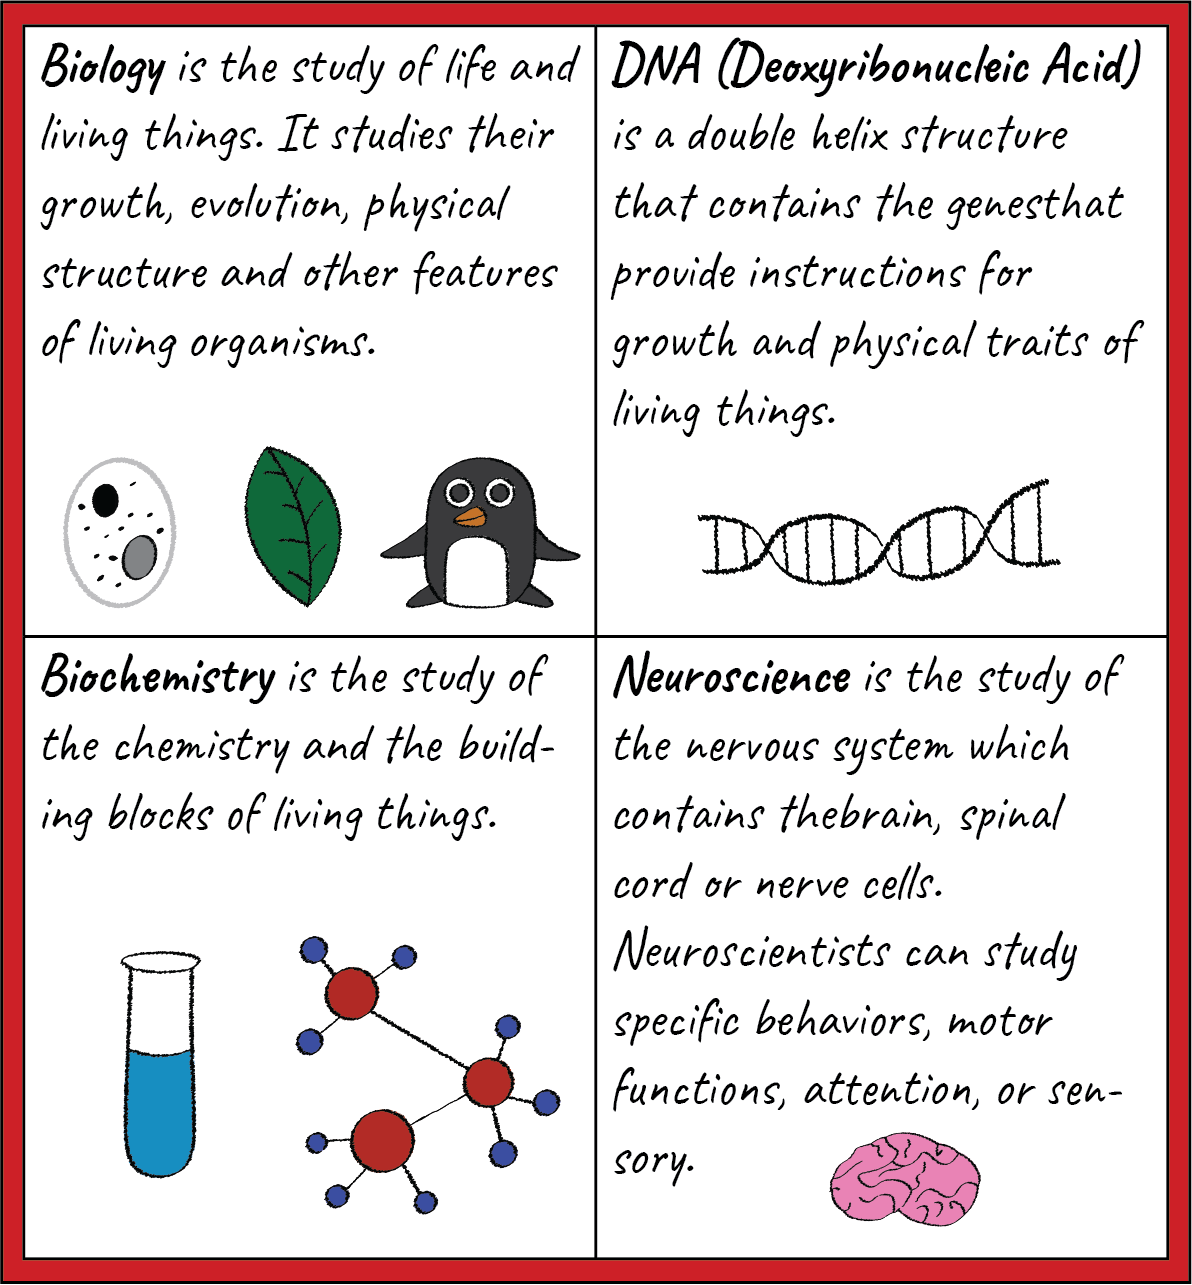 Biology is the study of life and
living things. It studies their
growth, evolution, physical
structure and other features
of living organisms.
DNA (Deoxyribonucleic Acid)
is a double helix structure
that contains the genesthat
provide instructions for
growth and physical traits of
living things.
Biochemistry is the study of
the chemistry and the build-
ing blocks of living things.
Neuroscience is the study of
the nervous system which
contains thebrain, spinal
cord or nerve cells.
Neuroscientists can study
specific behaviors, motor
functions, attention, or sen-
sory.